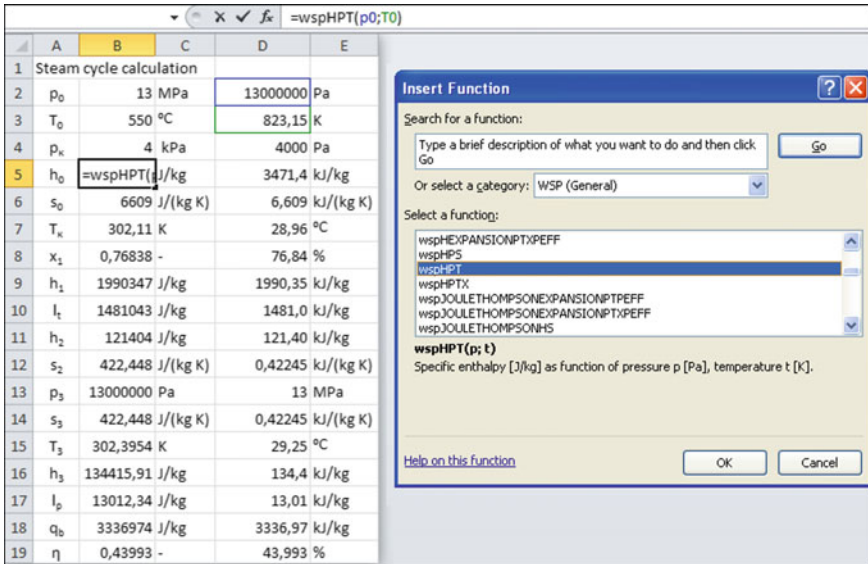 =wspHPT(p0;T0)
A B C D E
1 Steam cycle calculation
2 p₀ 13 MPa 13000000 Pa
3 T₀ 550 ºC 823,15 K
4 pк 4 kPa 4000 Pa
5 h₀ =wspHPT(p J/kg 3471,4 kJ/kg
6 s₀ 6609 J/(kg K) 6,609 kJ/(kg K)
7 Tк 302,11 K 28,96 ºC
8 x₁ 0,76838 - 76,84 %
9 h₁ 1990347 J/kg 1990,35 kJ/kg
10 lₜ 1481043 J/kg 1481,0 kJ/kg
11 h₂ 121404 J/kg 121,40 kJ/kg
12 s₂ 422,448 J/(kg K) 0,42245 kJ/(kg K)
13 p₃ 13000000 Pa 13 MPa
14 s₃ 422,448 J/(kg K) 0,42245 kJ/(kg K)
15 T₃ 302,3954 K 29,25 ºC
16 h₃ 134415,91 J/kg 134,4 kJ/kg
17 lₚ 13012,34 J/kg 13,01 kJ/kg
18 qb 3336974 J/kg 3336,97 kJ/kg
19 η 0,43993 - 43,993 %
Insert Function
Search for a function:
Type a brief description of what you want to do and then click
Go
Go
Or select a category: WSP (General)
Select a function:
wspHEXPANSIONPTXPEFF
wspHPS
wspHPT
wspHPTX
wspJOULETHOMPSONEXPANSIONPTPEFF
wspJOULETHOMPSONEXPANSIONPTXPEFF
wspJOULETHOMPSONHS
wspHPT(p; t)
Specific enthalpy [J/kg] as function of pressure p [Pa], temperature t [K].
Help on this function
OK
Cancel